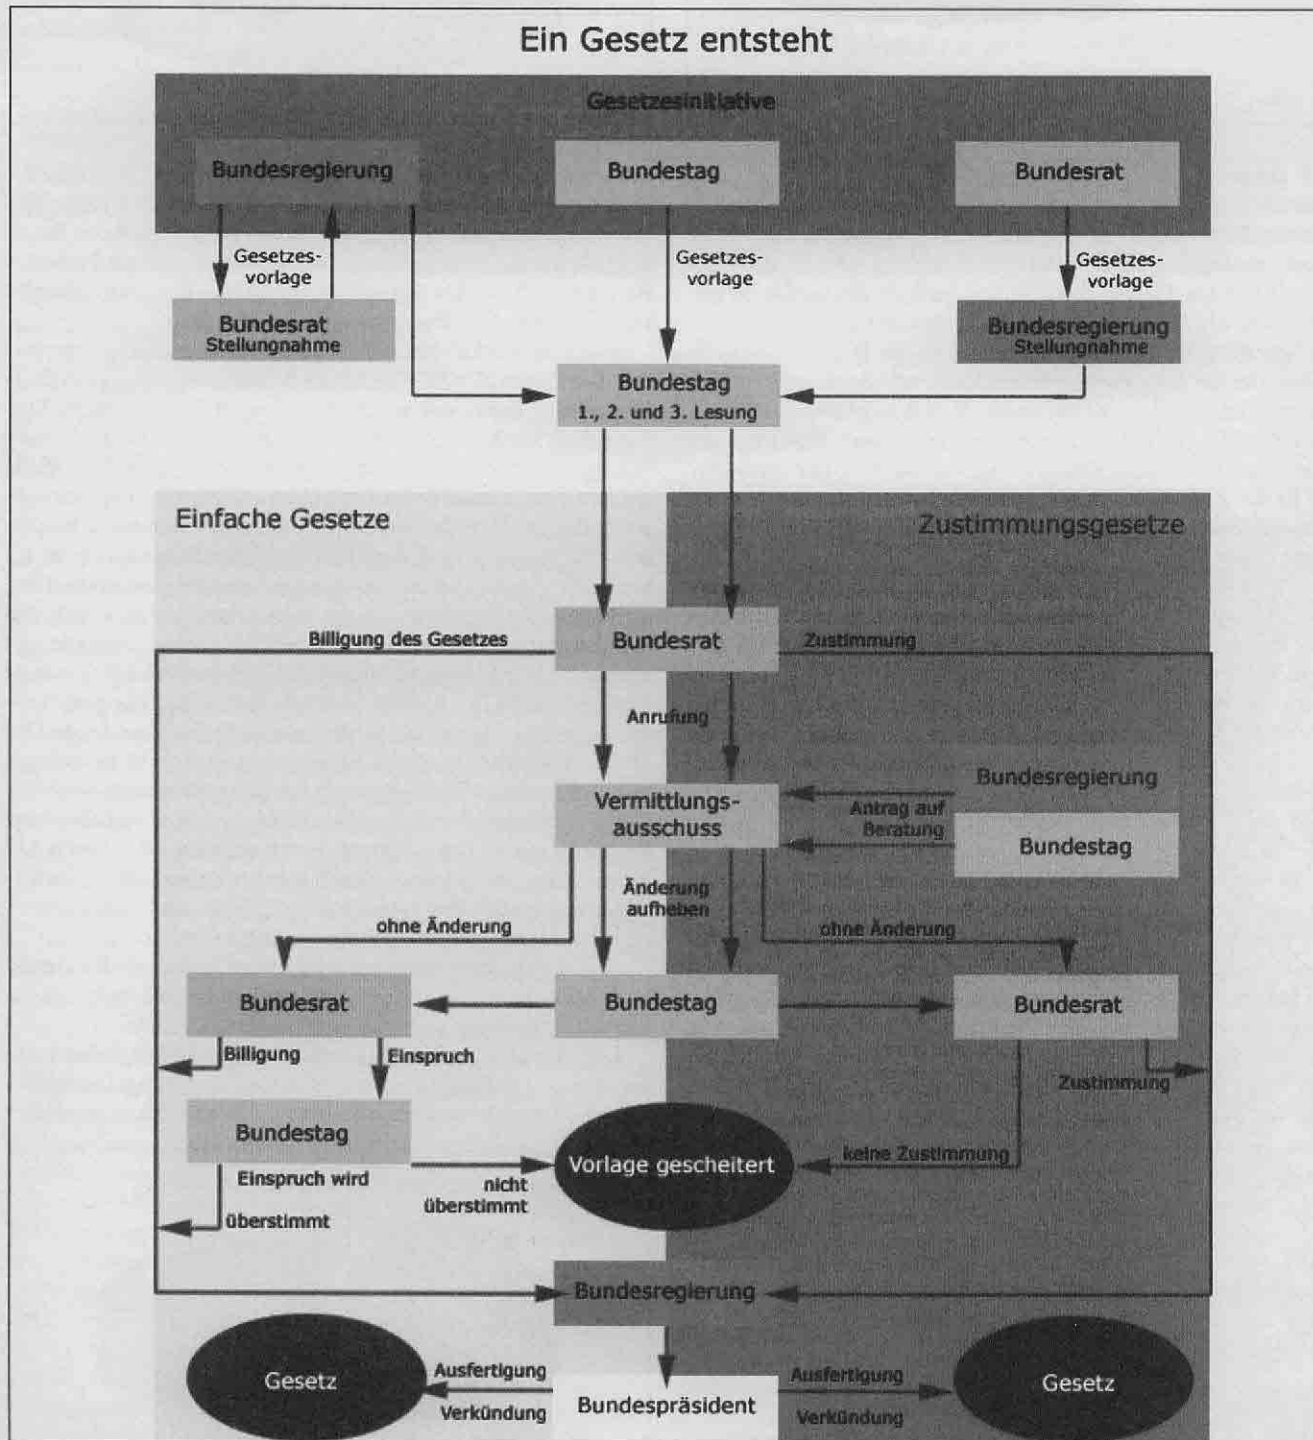 Ein Gesetz entsteht
Gesetzesinitiative
Bundesregierung
Bundestag
Bundesrat
Gesetzes-
vorlage
Gesetzes-
vorlage
Gesetzes-
vorlage
Bundesrat
Stellungnahme
Bundesregierung
Stellungnahme
Bundestag
1., 2. und 3. Lesung
Einfache Gesetze
Zustimmungsgesetze
Billigung des Gesetzes
Bundesrat
Zustimmung
Anrufung
Bundesregierung
Vermittlungs-
ausschuss
Antrag auf
Beratung
Bundestag
Änderung
aufheben
ohne Änderung
ohne Änderung
Bundesrat
Bundestag
Bundesrat
Billigung
Einspruch
Zustimmung
Bundestag
Vorlage gescheitert
keine Zustimmung
Einspruch wird
überstimmt
nicht
überstimmt
Bundesregierung
Gesetz
Ausfertigung
Verkündung
Bundespräsident
Ausfertigung
Verkündung
Gesetz